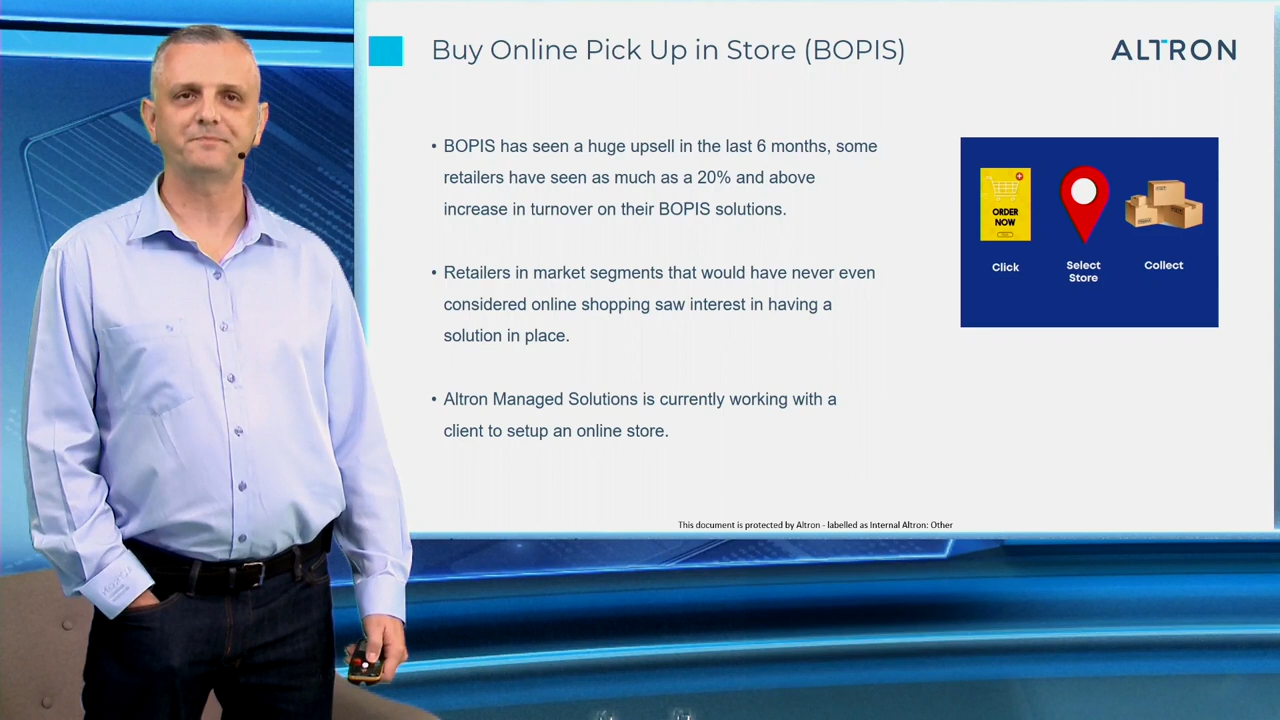 Buy Online Pick Up in Store (BOPIS)
ALTRON
• BOPIS has seen a huge upsell in the last 6 months, some
retailers have seen as much as a 20% and above
increase in turnover on their BOPIS solutions.
• Retailers in market segments that would have never even
considered online shopping saw interest in having a
solution in place.
• Altron Managed Solutions is currently working with a
client to setup an online store.
ORDER
NOW
Click
Select
Store
Collect
This document is protected by Altron - labelled as Internal Altron: Other